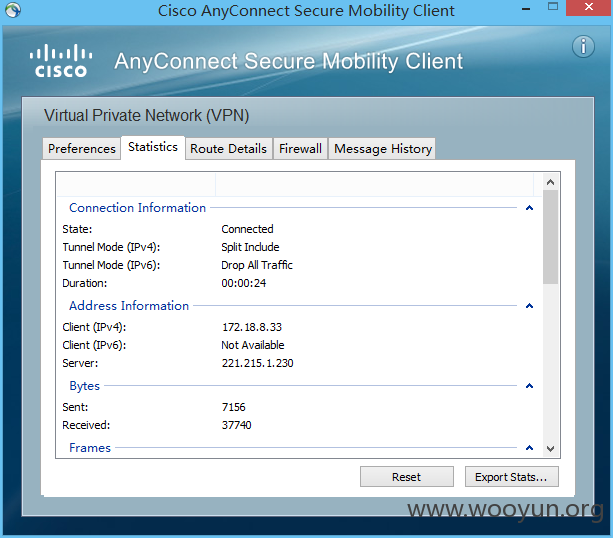 Cisco AnyConnect Secure Mobility Client
CISCO AnyConnect Secure Mobility Client
Virtual Private Network (VPN)
Preferences Statistics Route Details Firewall Message History
Connection Information
State: Connected
Tunnel Mode (IPv4): Split Include
Tunnel Mode (IPv6): Drop All Traffic
Duration: 00:00:24
Address Information
Client (IPv4): 172.18.8.33
Client (IPv6): Not Available
Server: 221.215.1.230
Bytes
Sent: 7156
Received: 37740
Frames
Reset Export Stats...
www.wooyun.org